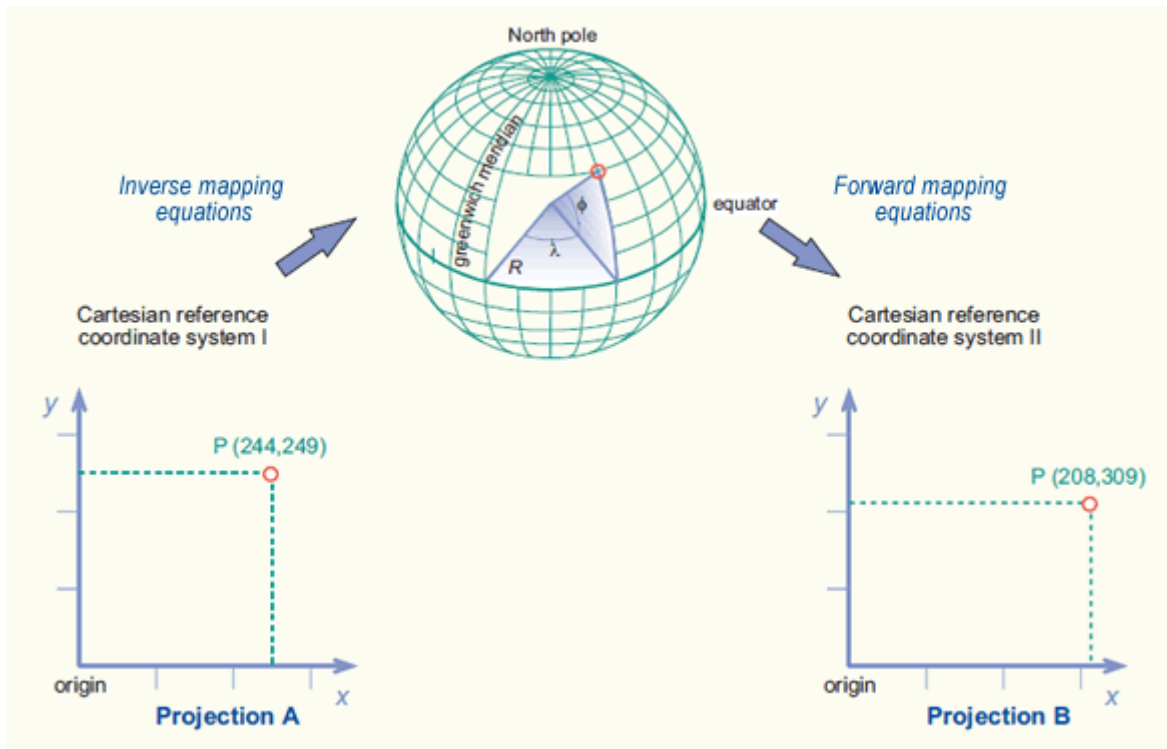 North pole
greenwich meridian
Inverse mapping
equations
Forward mapping
equations
equator
ϕ
λ
R
Cartesian reference
coordinate system I
Cartesian reference
coordinate system II
y
P (244,249)
origin
x
Projection A
y
P (208,309)
origin
x
Projection B